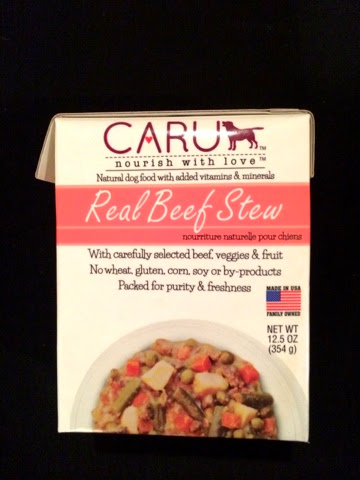 CARU™
nourish with love™
Natural dog food with added vitamins & minerals
Real Beef Stew
nourriture naturelle pour chiens
With carefully selected beef, veggies & fruit
No wheat, gluten, corn, soy or by-products
Packed for purity & freshness
MADE IN USA
FAMILY OWNED
NET WT
12.5 OZ
(354 g)